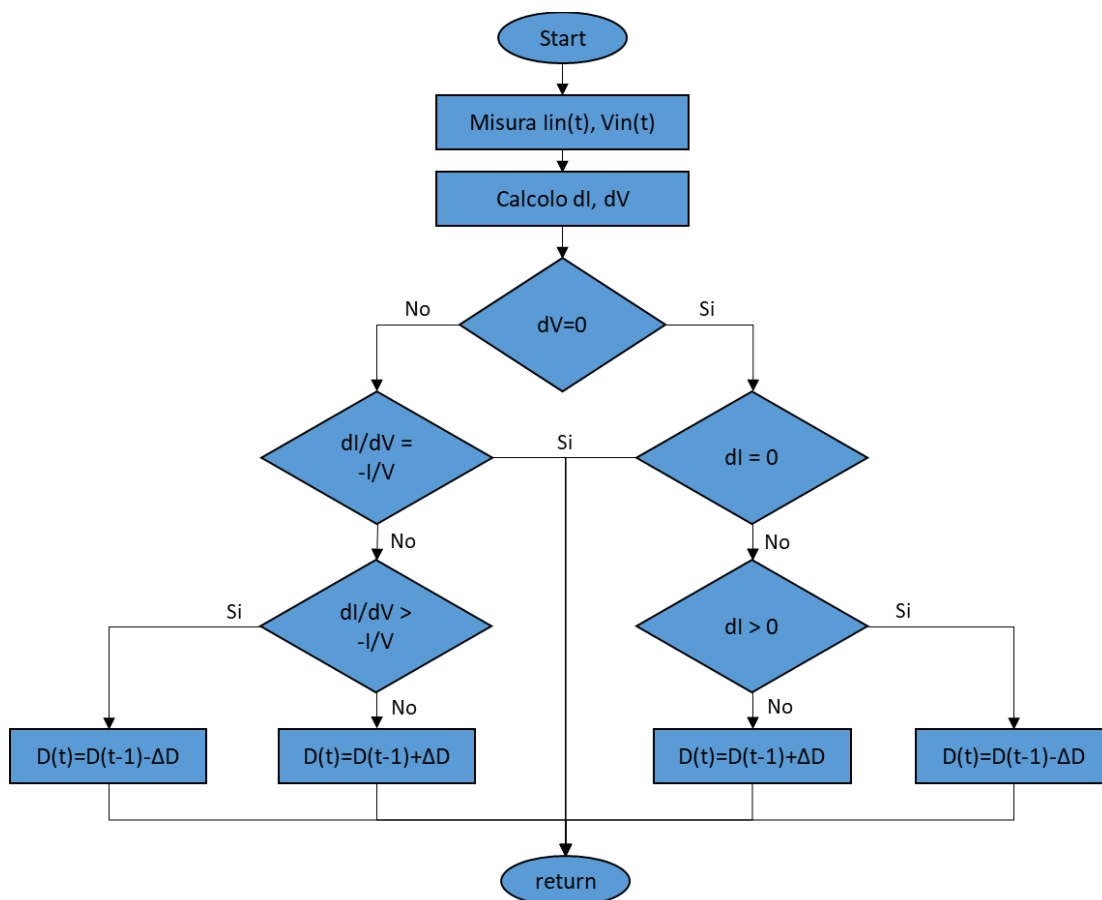 Start
Misura Iin(t), Vin(t)
Calcolo dI, dV
No
Si
dV=0
dI/dV =
-I/V
Si
dI = 0
No
No
Si
dI/dV >
-I/V
dI > 0
Si
No
No
D(t)=D(t-1)-ΔD
D(t)=D(t-1)+ΔD
D(t)=D(t-1)+ΔD
D(t)=D(t-1)-ΔD
return